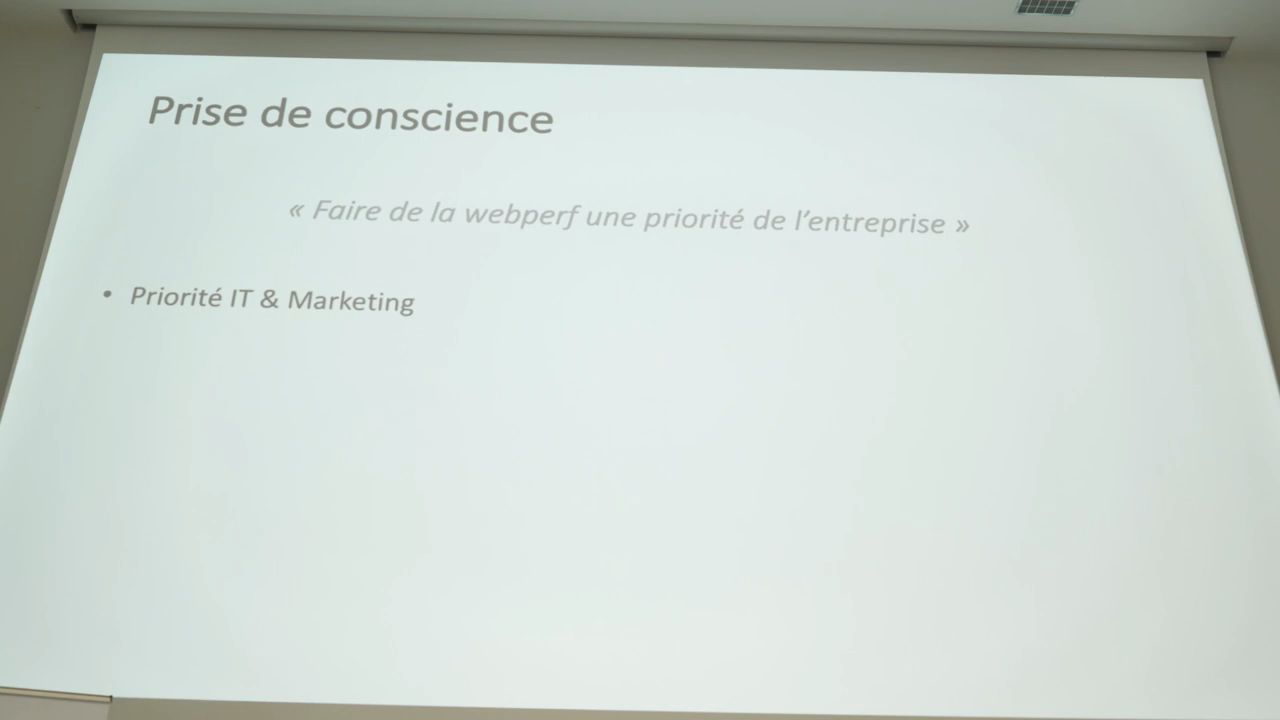 Prise de conscience
« Faire de la webperf une priorité de l’entreprise »
• Priorité IT & Marketing